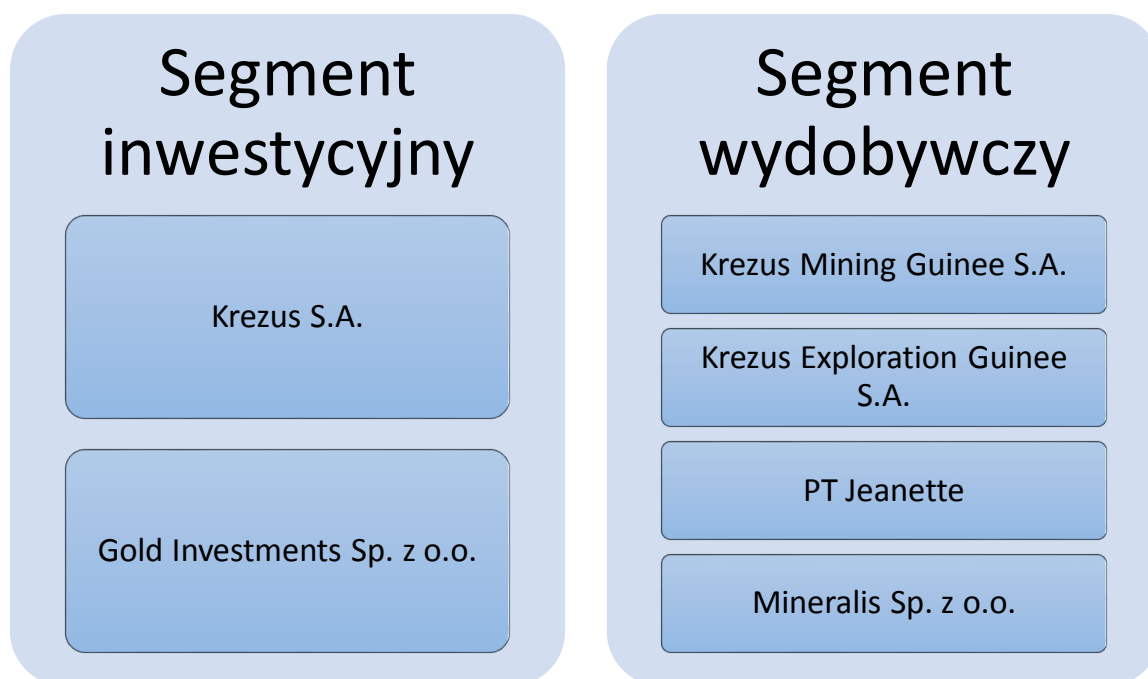 Segment
inwestycyjny
Krezus S.A.
Gold Investments Sp. z o.o.
Segment
wydobywczy
Krezus Mining Guinee S.A.
Krezus Exploration Guinee
S.A.
PT Jeanette
Mineralis Sp. z o.o.